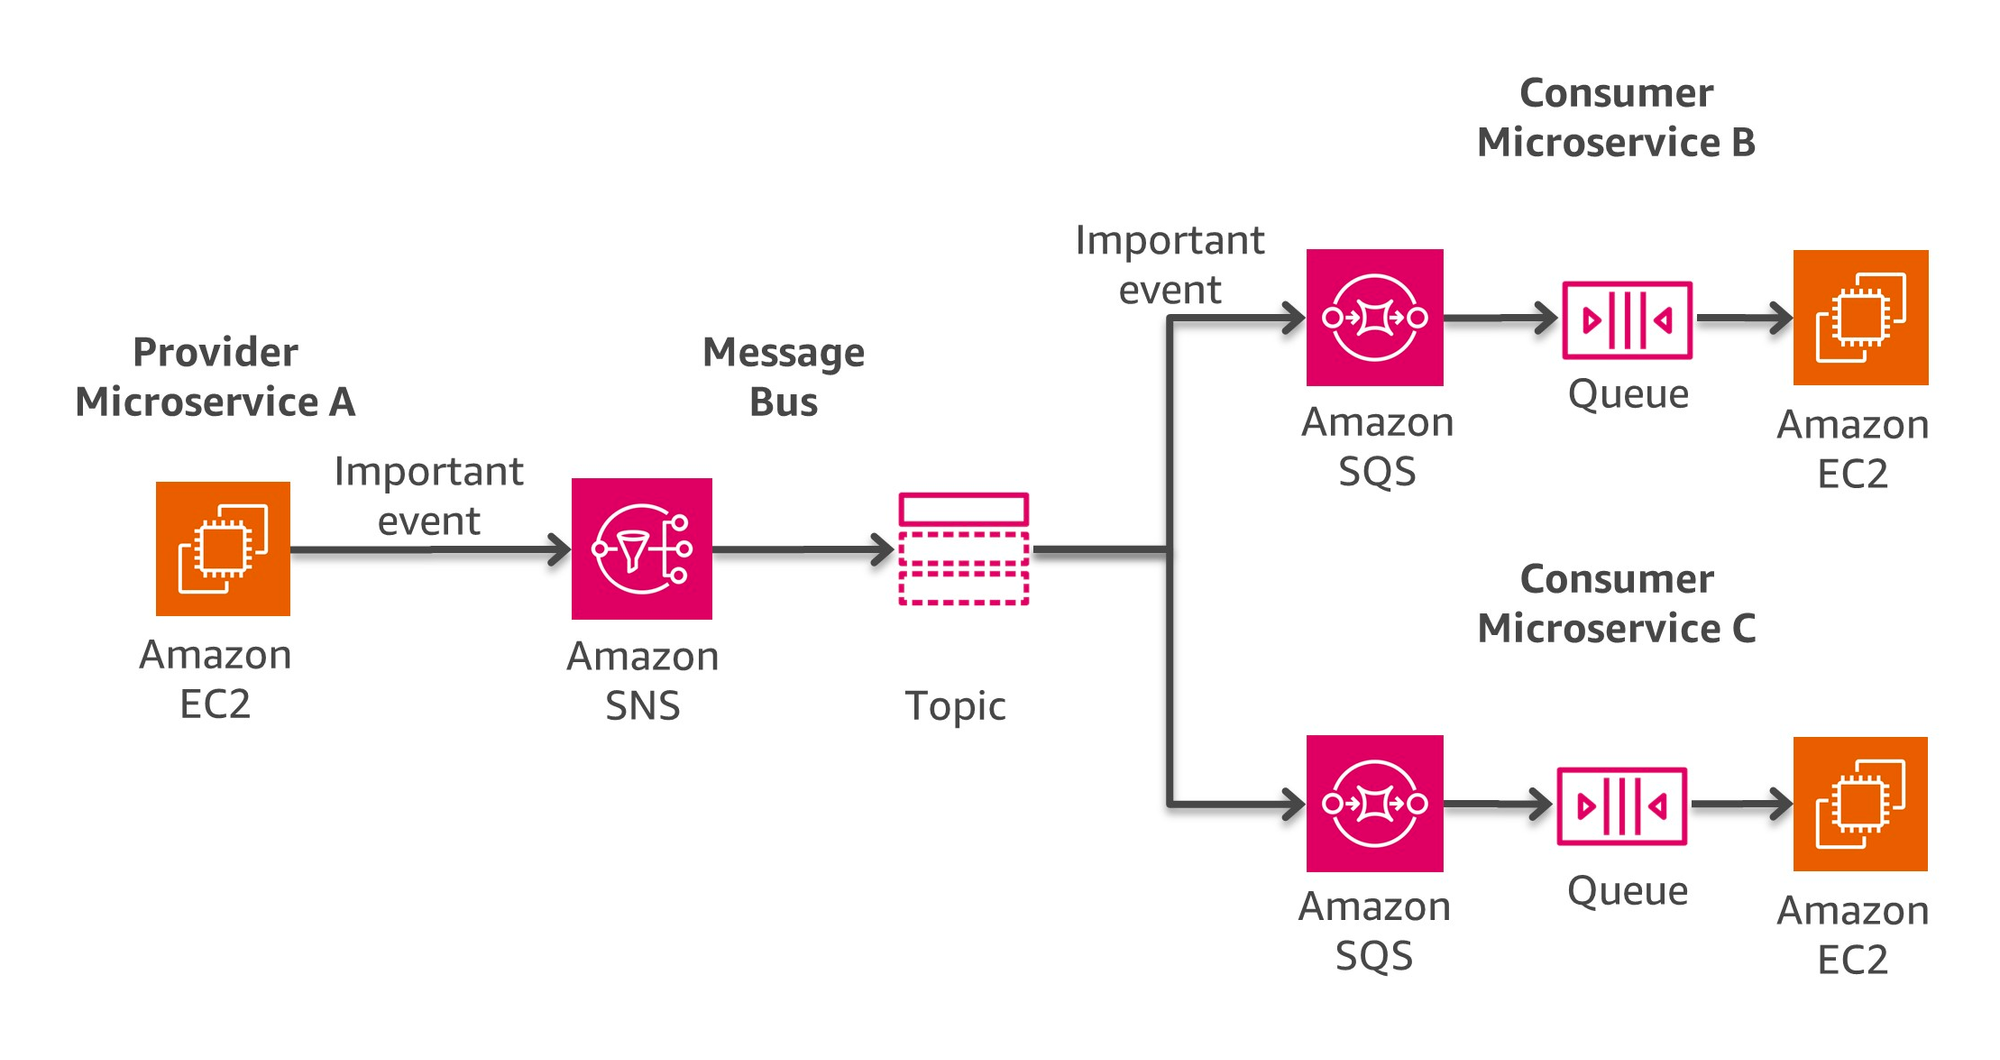 Provider
Microservice A
Amazon
EC2
Important
event
Message
Bus
Amazon
SNS
Topic
Important
event
Consumer
Microservice B
Amazon
SQS
Queue
Amazon
EC2
Consumer
Microservice C
Amazon
SQS
Queue
Amazon
EC2